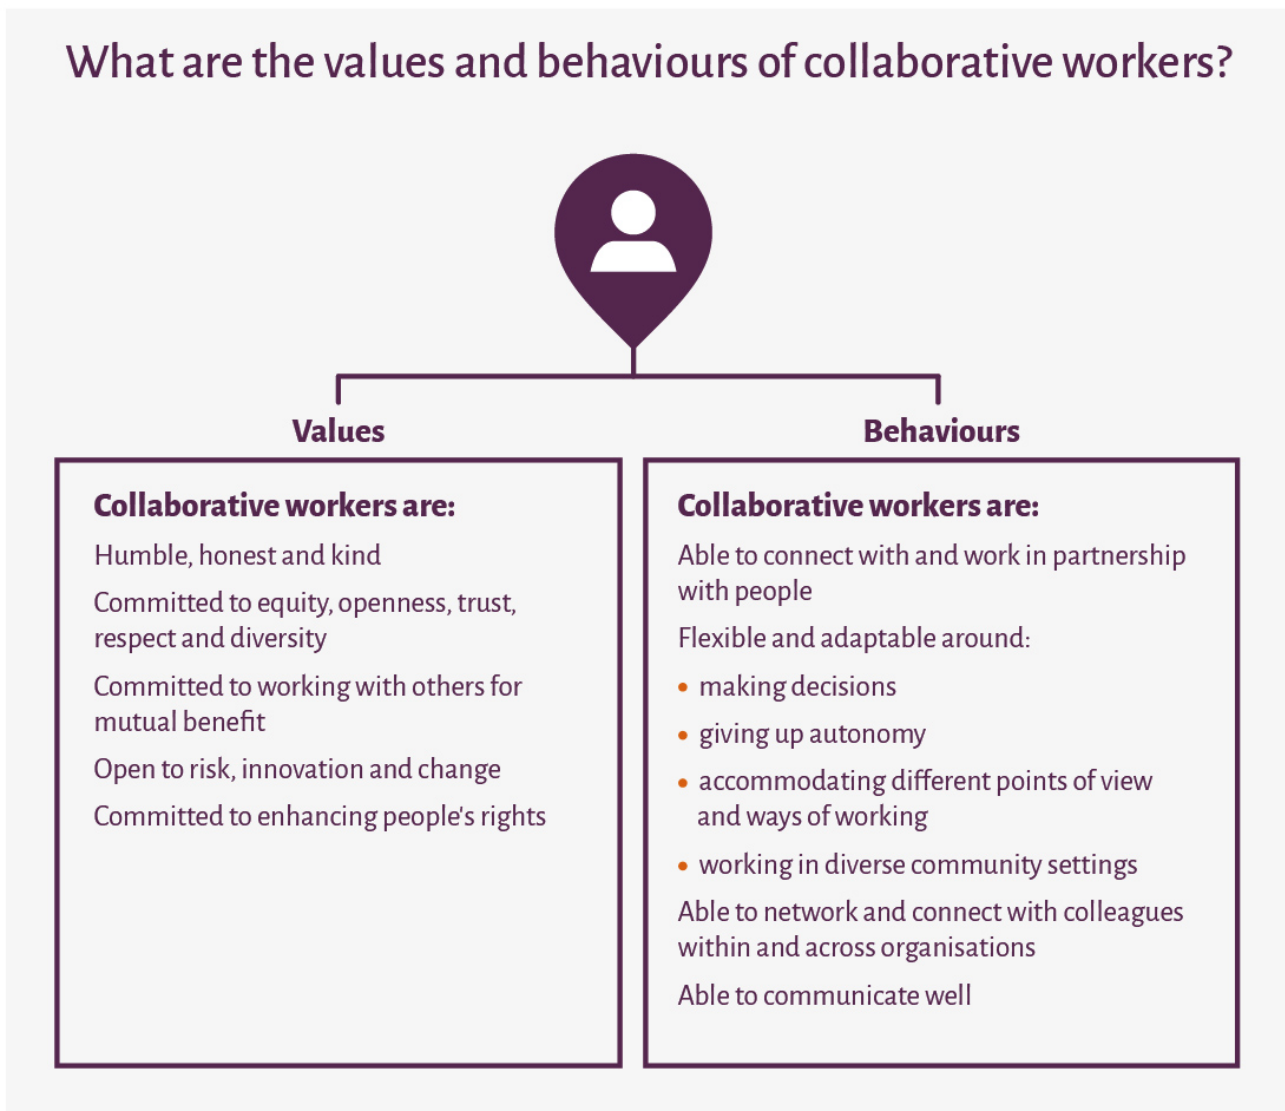 What are the values and behaviours of collaborative workers?
Values
Collaborative workers are:
Humble, honest and kind
Committed to equity, openness, trust,
respect and diversity
Committed to working with others for
mutual benefit
Open to risk, innovation and change
Committed to enhancing people's rights
Behaviours
Collaborative workers are:
Able to connect with and work in partnership
with people
Flexible and adaptable around:
• making decisions
• giving up autonomy
• accommodating different points of view
and ways of working
• working in diverse community settings
Able to network and connect with colleagues
within and across organisations
Able to communicate well